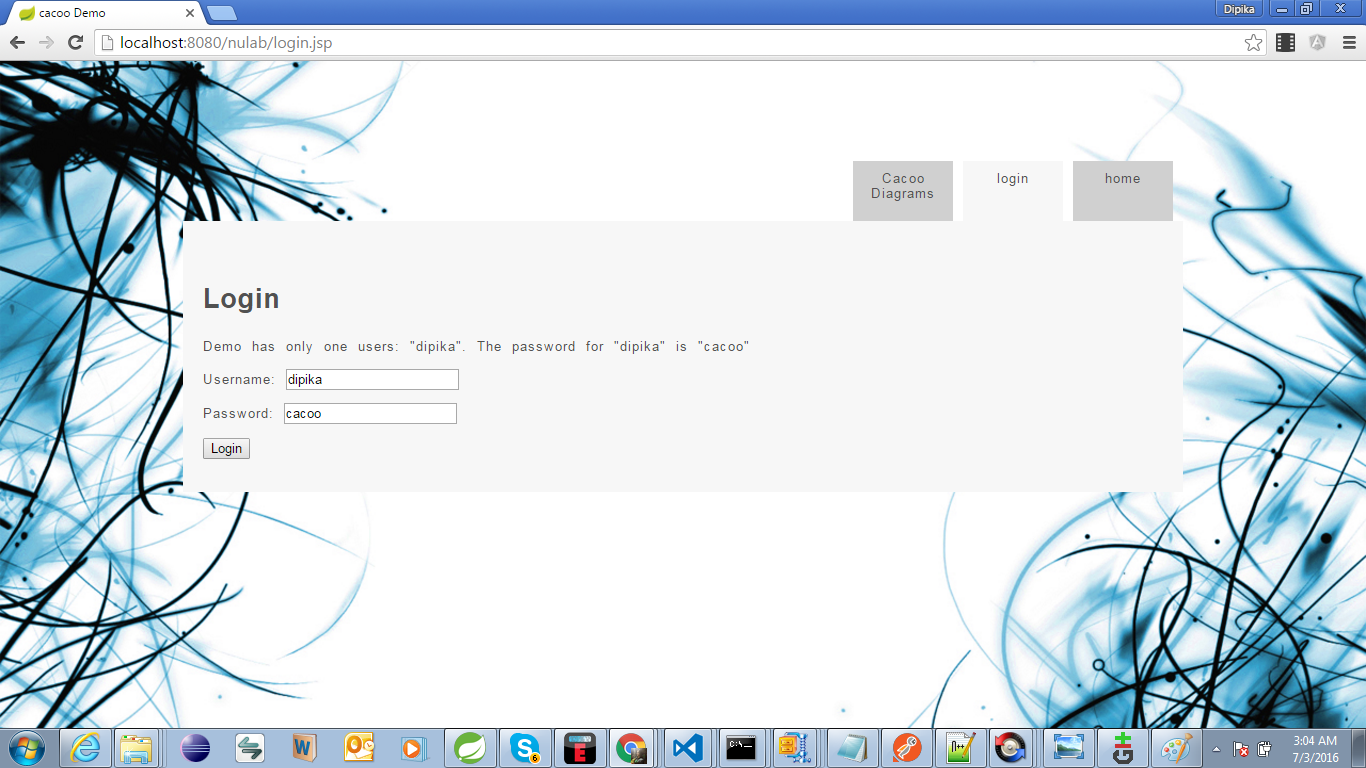 cacoo Demo
Dipika
localhost:8080/nulab/login.jsp
Cacoo
Diagrams
login
home
Login
Demo has only one users: "dipika". The password for "dipika" is "cacoo"
Username: dipika
Password: cacoo
Login
3:04 AM
7/3/2016